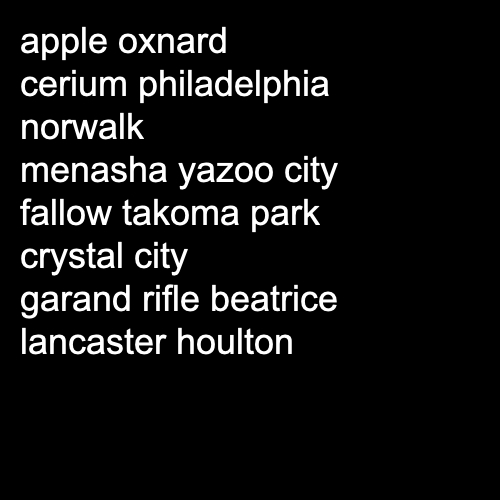 apple oxnard
cerium philadelphia
norwalk
menasha yazoo city
fallow takoma park
crystal city
garand rifle beatrice
lancaster houlton